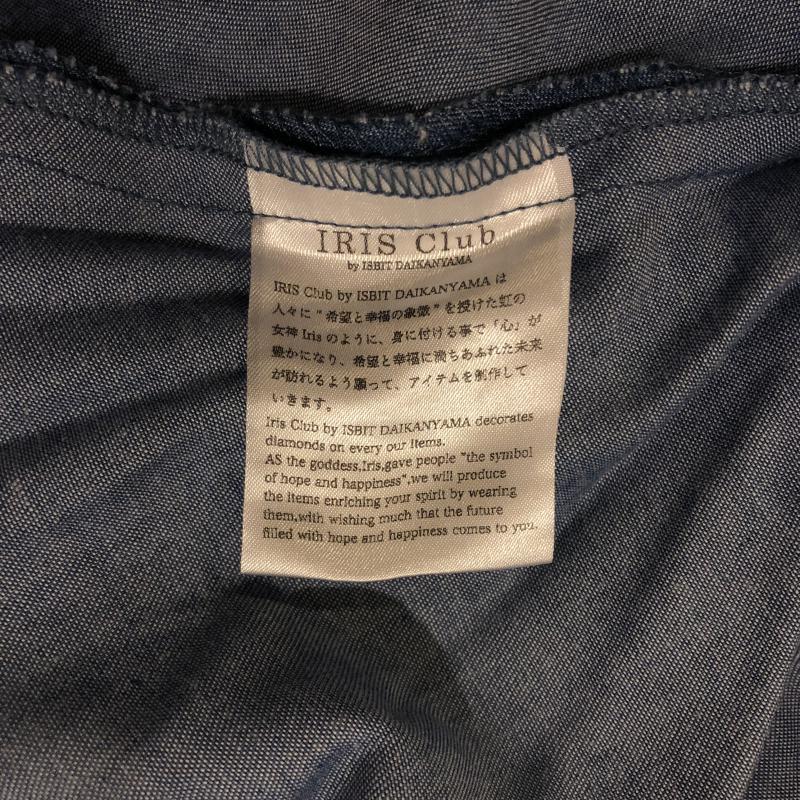 IRIS Club
by ISBIT DAIKANYAMA
IRIS Club by ISBIT DAIKANYAMA は
人々に "希望と幸福の象徴" を授けた虹の
女神 Iris のように、身に付ける事で「心」が
豊かになり、希望と幸福に満ちあふれた未来
が訪れるよう願って、アイテムを制作して
いきます。
Iris Club by ISBIT DAIKANYAMA decorates
diamonds on every our items.
AS the goddess,Iris,gave people "the symbol
of hope and happiness",we will produce
the items enriching your spirit by wearing
them,with wishing much that the future
filled with hope and happiness comes to you.